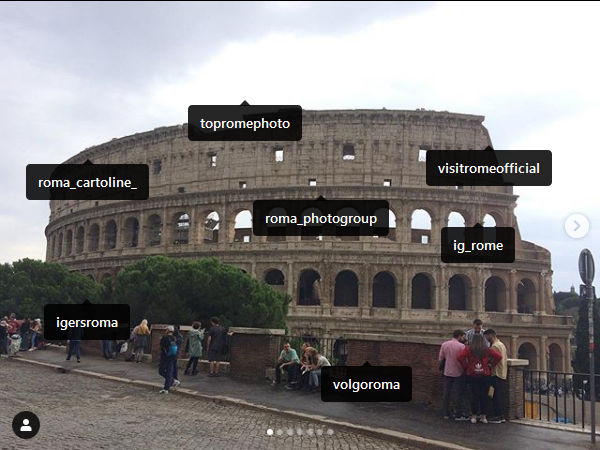 topromephoto
visitromeofficial
roma_cartoline_
roma_photogroup
ig_rome
igersroma
volgoroma